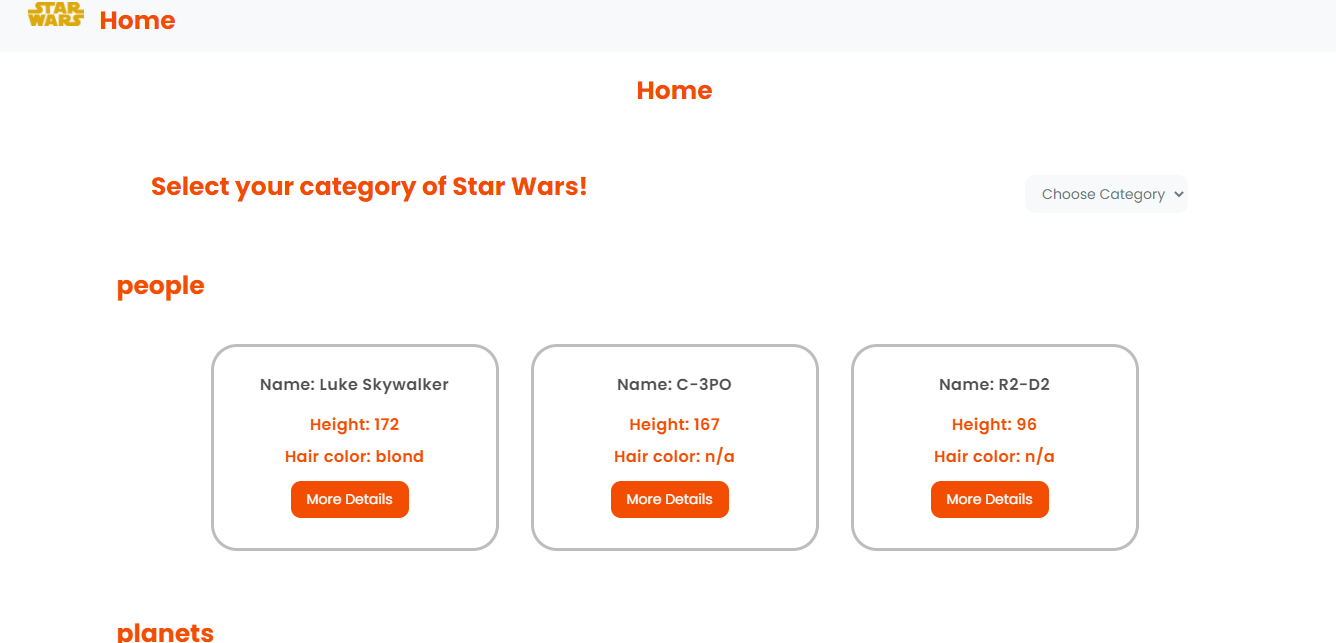 STAR
WARS
Home
Home
Select your category of Star Wars!
Choose Category
people
Name: Luke Skywalker
Height: 172
Hair color: blond
More Details
Name: C-3PO
Height: 167
Hair color: n/a
More Details
Name: R2-D2
Height: 96
Hair color: n/a
More Details
planets